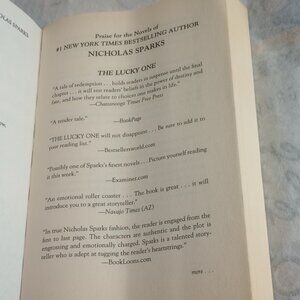 OLAS SPARKS
Praise for the Novels of
#1 NEW YORK TIMES BESTSELLING AUTHOR
NICHOLAS SPARKS
THE LUCKY ONE
"A tale of redemption . . . holds readers in suspense until the final
chapter . . . it will test readers' beliefs in the power of destiny and
fate, and how they relate to choices one makes in life."
—Chattanooga Times Free Press
"A tender tale."
—BookPage
"THE LUCKY ONE will not disappoint . . . Be sure to add it to
your reading list."
—Bestsellersworld.com
"Possibly one of Sparks's finest novels . . . Picture yourself reading
it this week."
—Examiner.com
"An emotional roller coaster . . . The book is great . . . it will
introduce you to a great storyteller."
—Navajo Times (AZ)
"In true Nicholas Sparks fashion, the reader is engaged from the
first to last page. The characters are authentic and the plot is
engrossing and emotionally charged. Sparks is a talented story-
teller who is adept at tugging the reader's heartstrings."
—BookLoons.com
more . . .